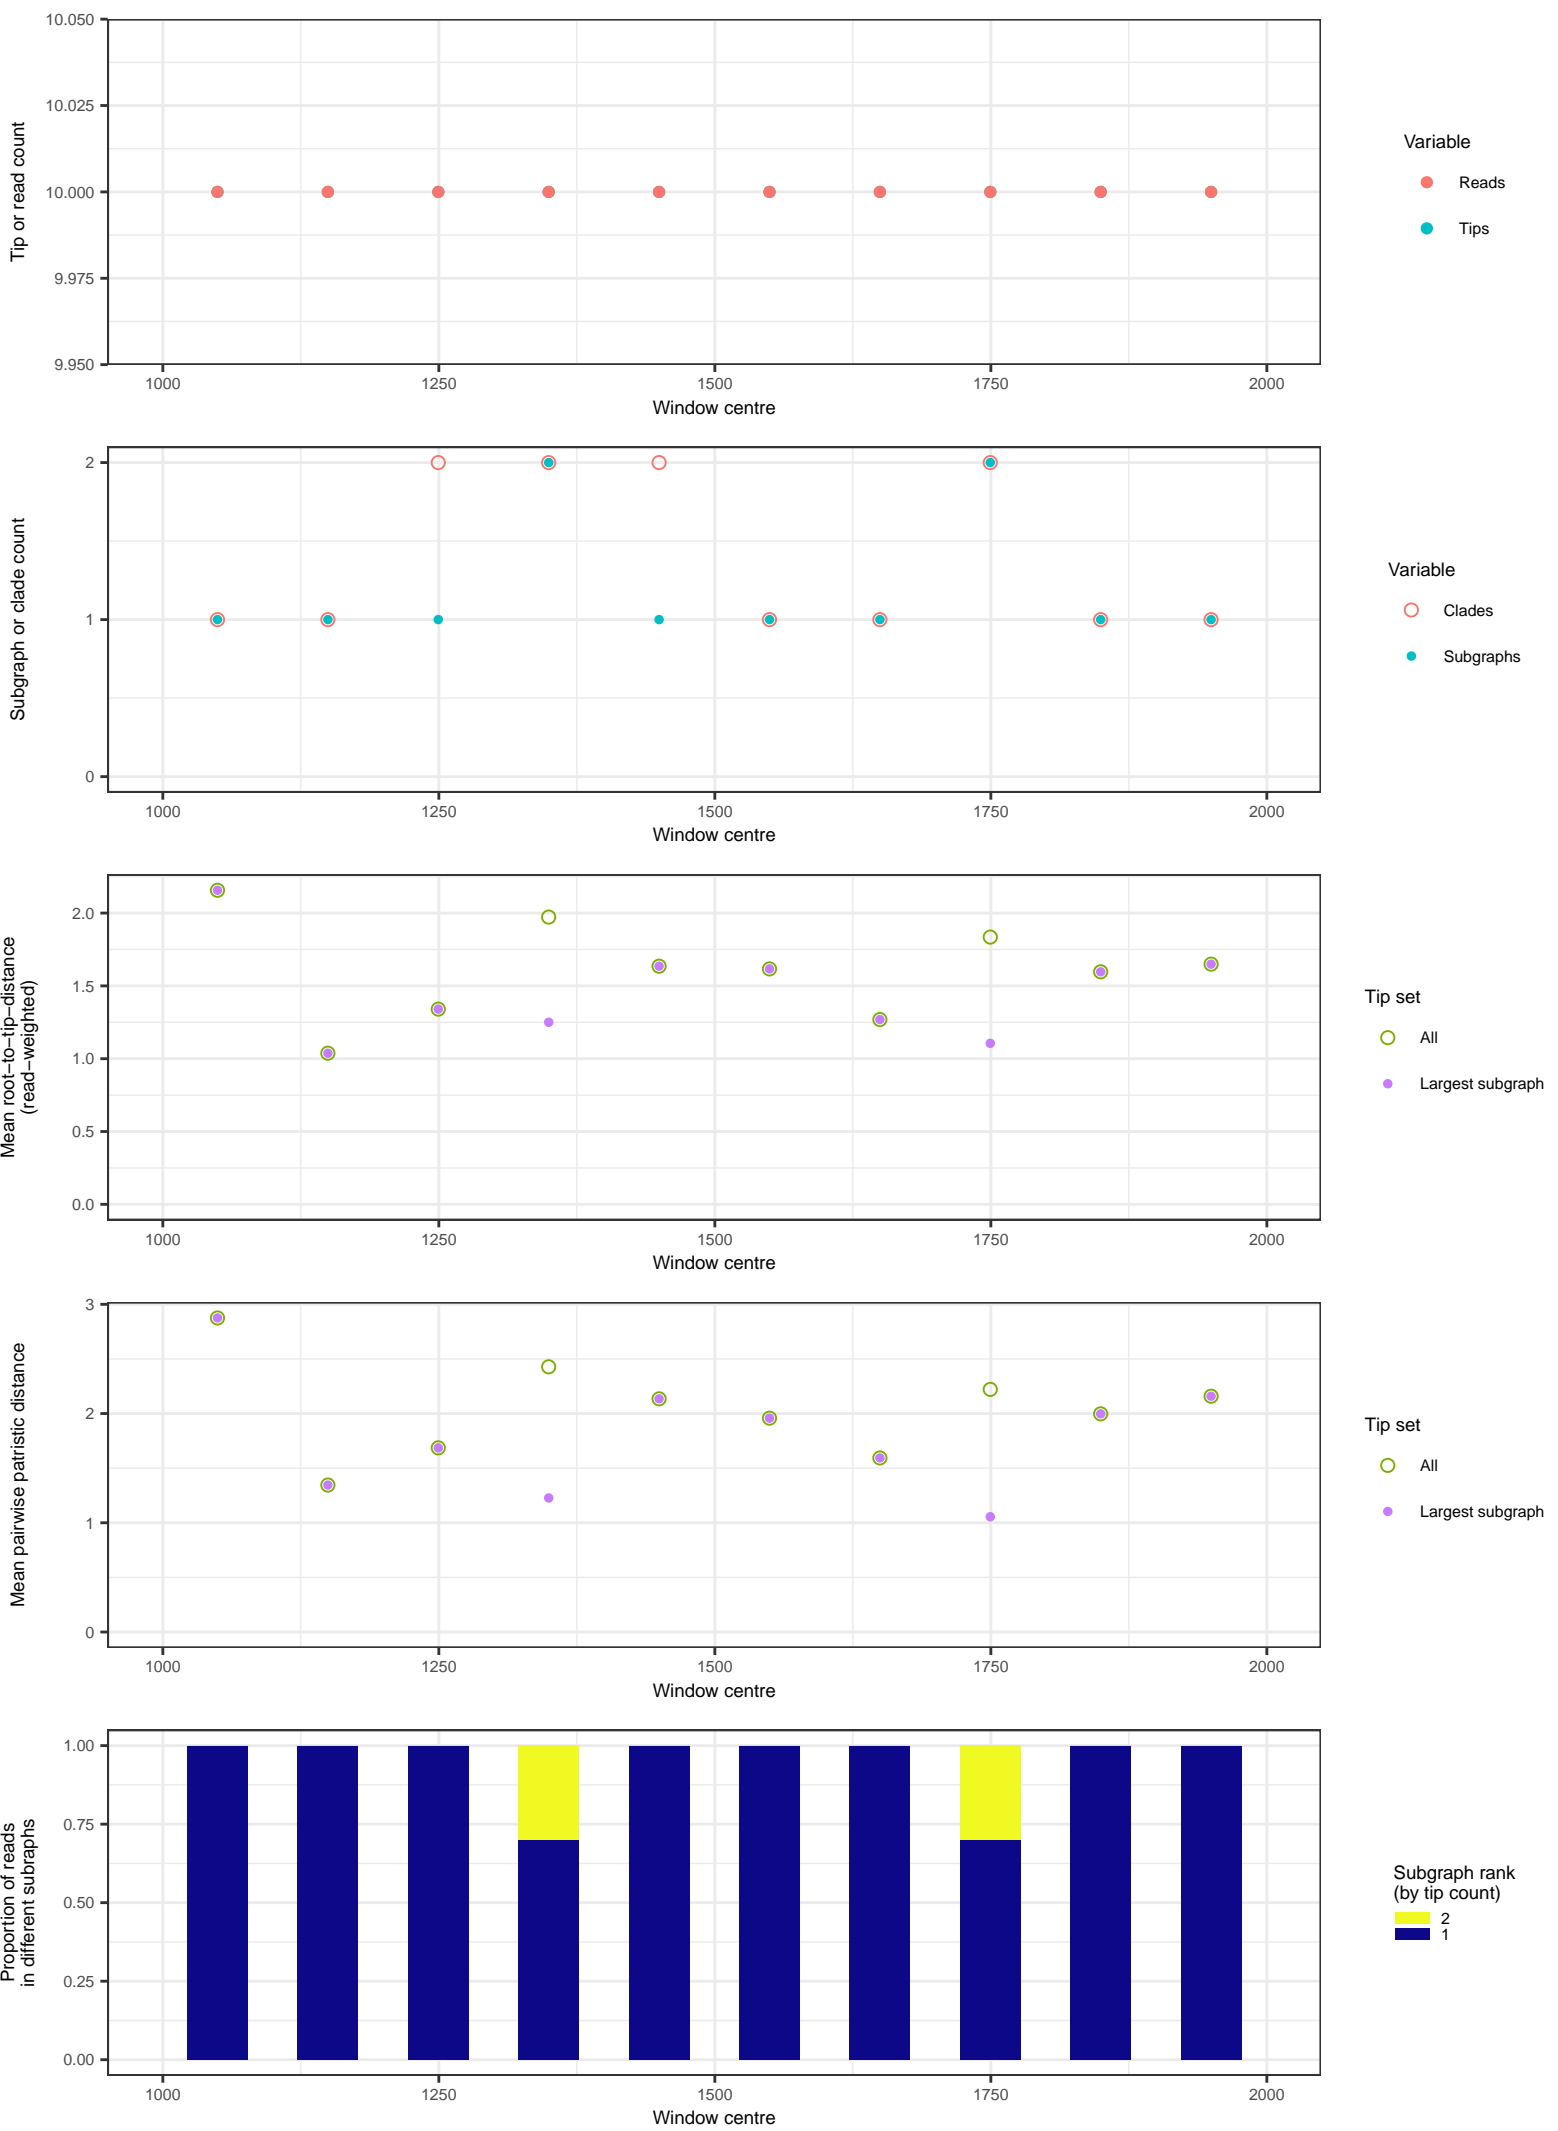 10.050
10.025
10.000
9.975
9.950
Tip or read count
1000 1250 1500 1750 2000
Window centre
Variable
Reads
Tips
2
1
0
Subgraph or clade count
1000 1250 1500 1750 2000
Window centre
Variable
Clades
Subgraphs
2.0
1.5
1.0
0.5
0.0
Mean root−to−tip−distance
(read−weighted)
1000 1250 1500 1750 2000
Window centre
Tip set
All
Largest subgraph
3
2
1
0
Mean pairwise patristic distance
1000 1250 1500 1750 2000
Window centre
Tip set
All
Largest subgraph
1.00
0.75
0.50
0.25
0.00
Proportion of reads
in different subraphs
1000 1250 1500 1750 2000
Window centre
Subgraph rank
(by tip count)
2
1